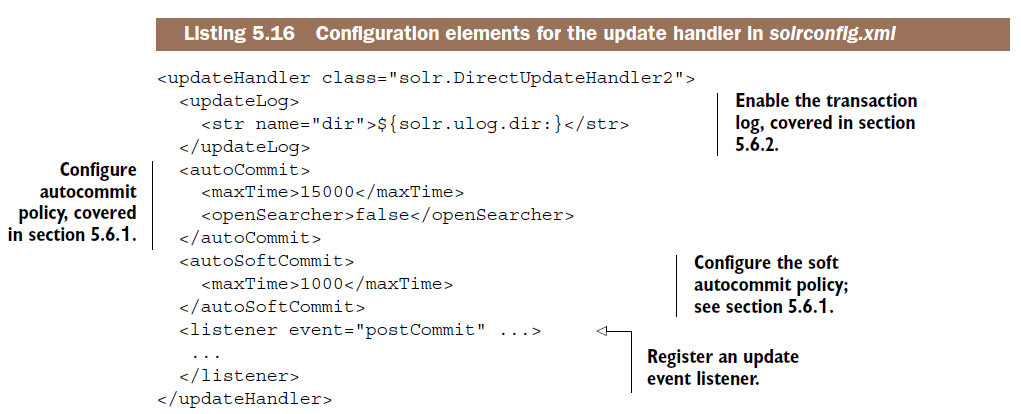 Listing 5.16 Configuration elements for the update handler in solrconfig.xml
<updateHandler class="solr.DirectUpdateHandler2">
<updateLog>
<str name="dir">${solr.ulog.dir:}</str>
</updateLog>
<autoCommit>
<maxTime>15000</maxTime>
<openSearcher>false</openSearcher>
</autoCommit>
<autoSoftCommit>
<maxTime>1000</maxTime>
</autoSoftCommit>
<listener event="postCommit" ...>
...
</listener>
</updateHandler>
Enable the transaction
log, covered in section
5.6.2.
Configure
autocommit
policy, covered
in section 5.6.1.
Configure the soft
autocommit policy;
see section 5.6.1.
Register an update
event listener.